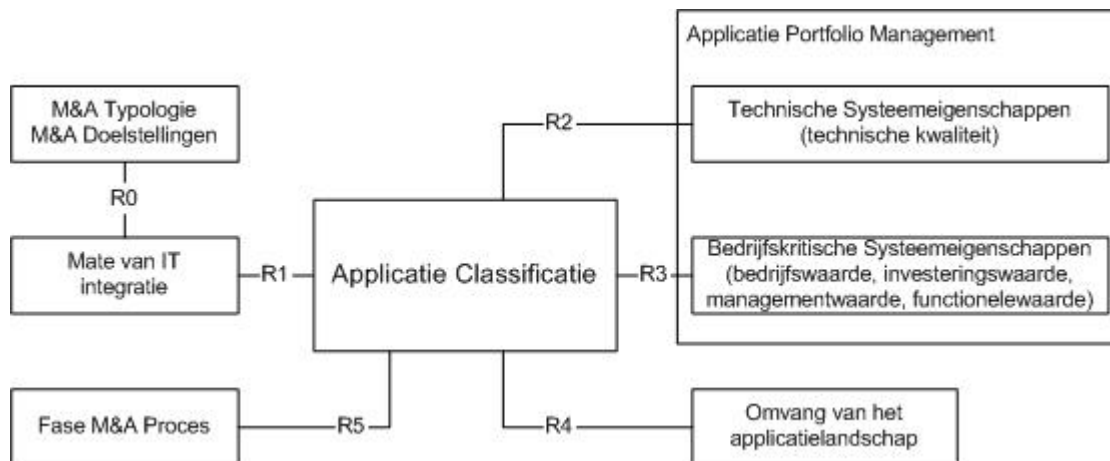 Applicatie Portfolio Management
M&A Typologie
M&A Doelstellingen
R2
Technische Systeemeigenschappen
(technische kwaliteit)
R0
Mate van IT
integratie
R1
Applicatie Classificatie
R3
Bedrijfskritische Systeemeigenschappen
(bedrijfswaarde, investeringswaarde,
managementwaarde, functionelewaarde)
Fase M&A Proces
R5
R4
Omvang van het
applicatielandschap